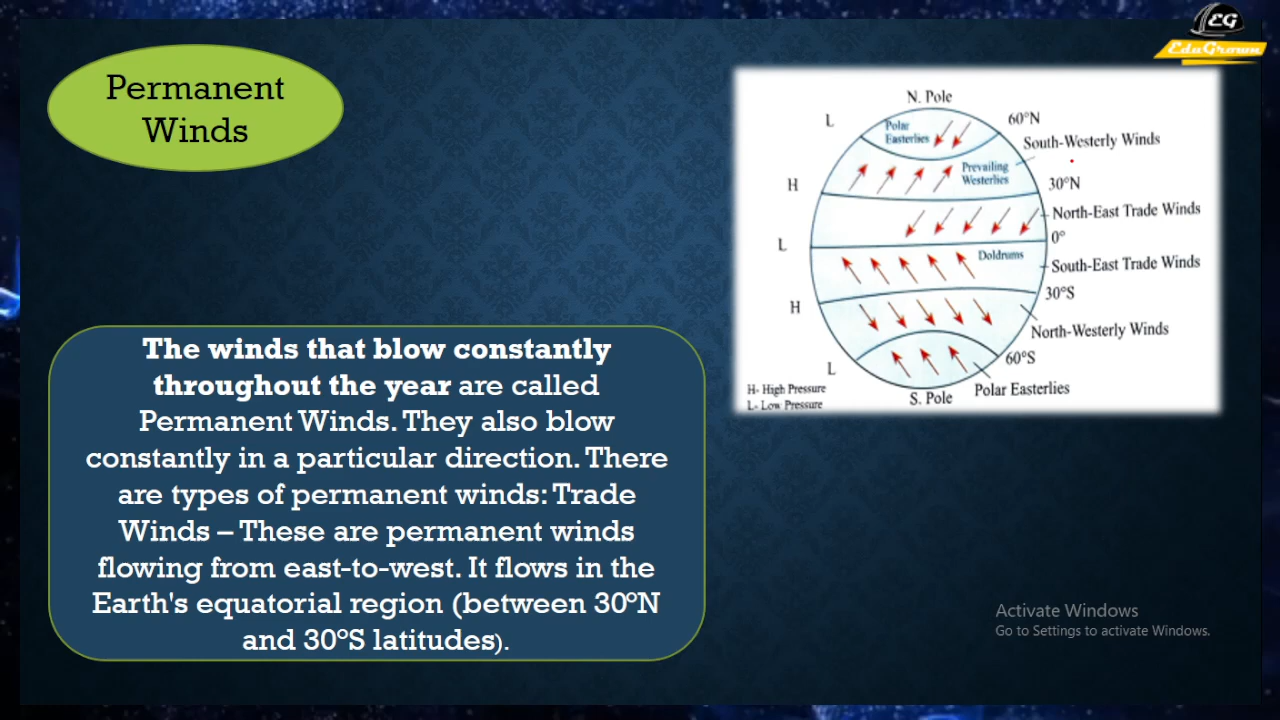 EG
EduGrown
Permanent
Winds
The winds that blow constantly
throughout the year are called
Permanent Winds. They also blow
constantly in a particular direction. There
are types of permanent winds: Trade
Winds – These are permanent winds
flowing from east-to-west. It flows in the
Earth's equatorial region (between 30°N
and 30°S latitudes).
N. Pole
L
60°N
Polar
Easterlies
South-Westerly Winds
Prevailing
Westerlies
H
30°N
North-East Trade Winds
L
0°
Doldrums
South-East Trade Winds
30°S
H
North-Westerly Winds
60°S
L
Polar Easterlies
H- High Pressure
L- Low Pressure
S. Pole
Activate Windows
Go to Settings to activate Windows.